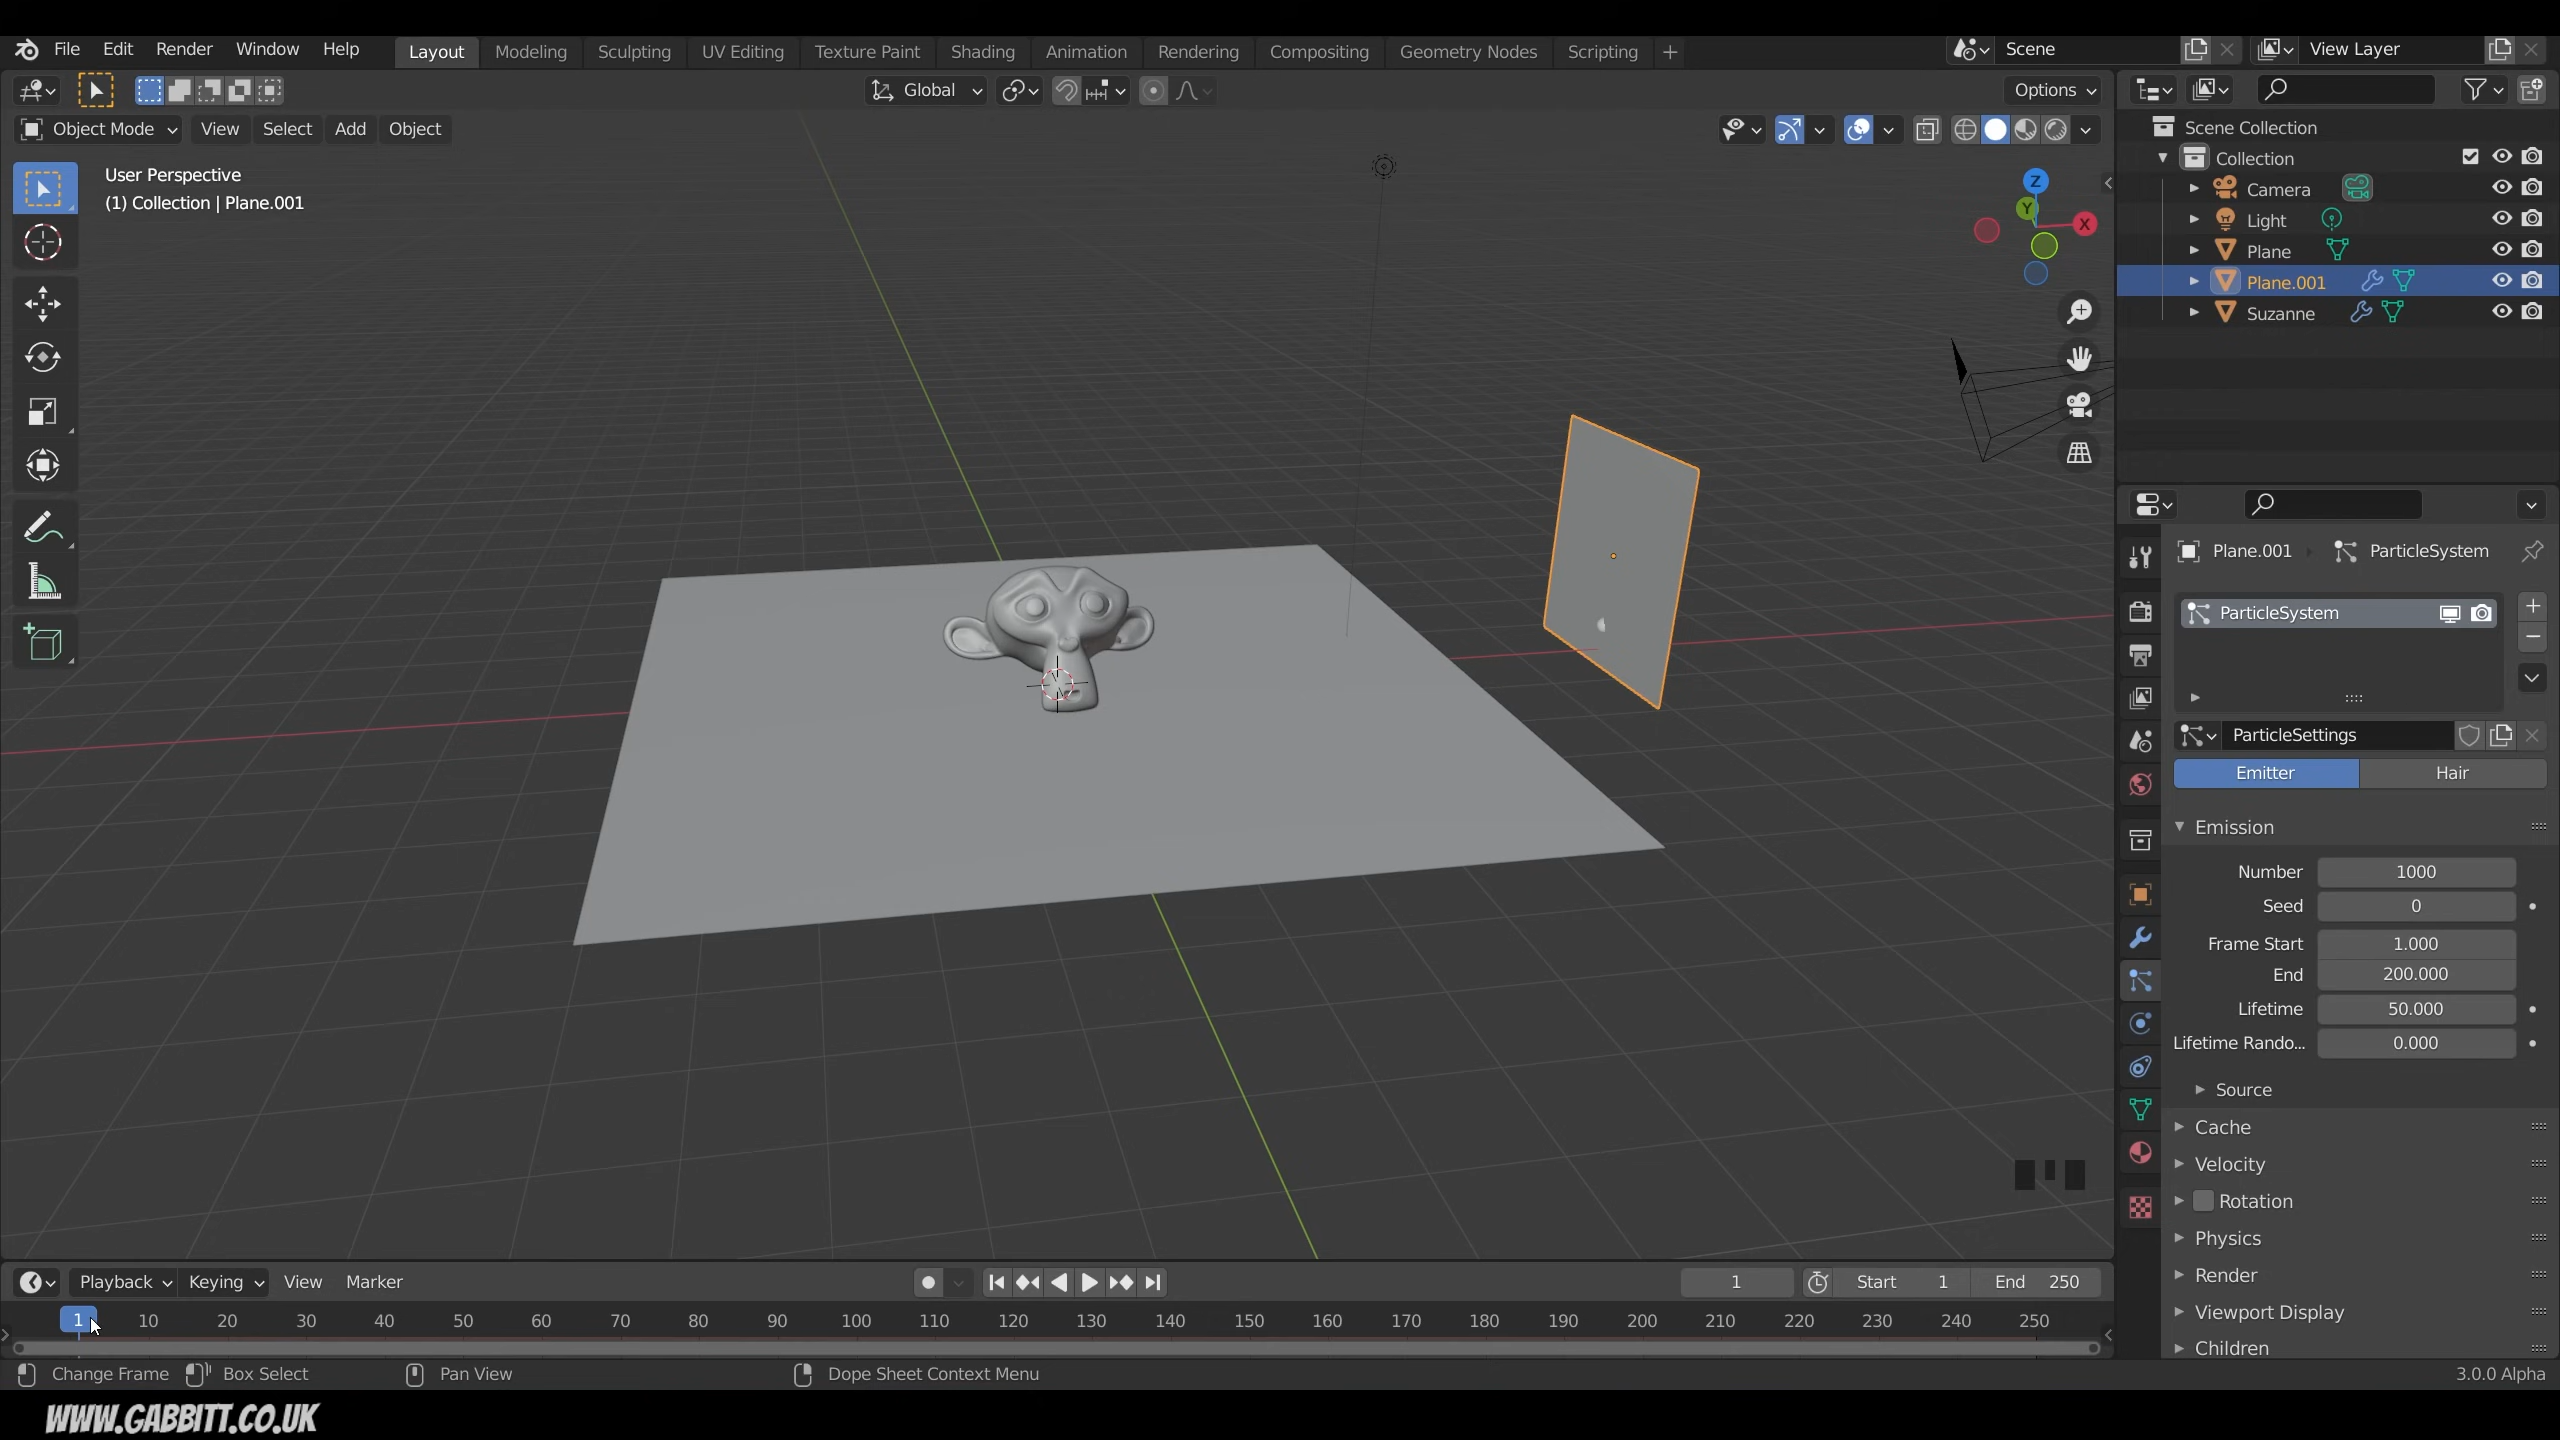 File Edit Render Window Help Layout Modeling Sculpting UV Editing Texture Paint Shading Animation Rendering Compositing Geometry Nodes Scripting + Scene View Layer
Global Options
Object Mode View Select Add Object
User Perspective
(1) Collection | Plane.001
Z
Y
X
Scene Collection
Collection
Camera
Light
Plane
Plane.001
Suzanne
Plane.001 ParticleSystem
ParticleSystem
ParticleSettings
Emitter Hair
Emission
Number 1000
Seed 0
Frame Start 1.000
End 200.000
Lifetime 50.000
Lifetime Rando... 0.000
Source
Cache
Velocity
Rotation
Physics
Render
Viewport Display
Children
Playback Keying View Marker 1 Start 1 End 250
1 10 20 30 40 50 60 70 80 90 100 110 120 130 140 150 160 170 180 190 200 210 220 230 240 250
Change Frame Box Select Pan View Dope Sheet Context Menu 3.0.0 Alpha
WWW.GABBITT.CO.UK